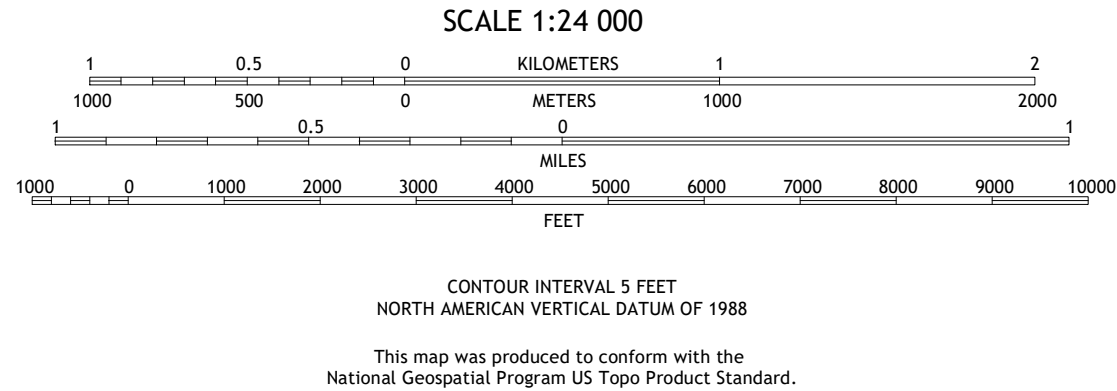 SCALE 1:24 000
1 0.5 0 KILOMETERS 1 2
1000 500 0 METERS 1000 2000
1 0.5 0 1
MILES
1000 0 1000 2000 3000 4000 5000 6000 7000 8000 9000 10000
FEET
CONTOUR INTERVAL 5 FEET
NORTH AMERICAN VERTICAL DATUM OF 1988
This map was produced to conform with the
National Geospatial Program US Topo Product Standard.